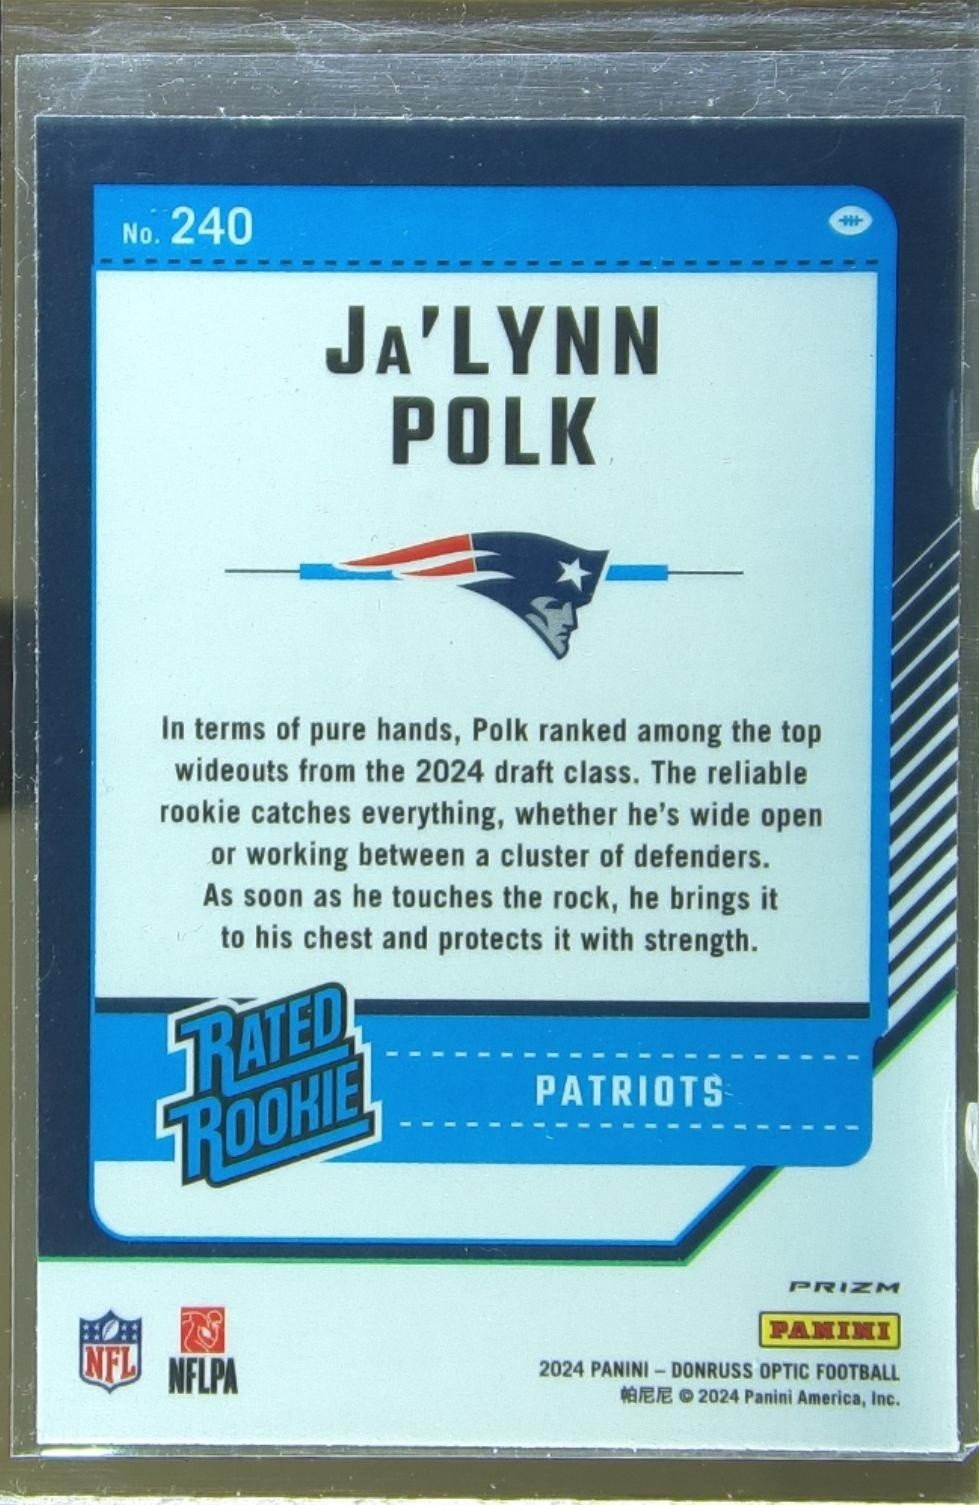 No. 240
JA'LYNN
POLK
In terms of pure hands, Polk ranked among the top
wideouts from the 2024 draft class. The reliable
rookie catches everything, whether he's wide open
or working between a cluster of defenders.
As soon as he touches the rock, he brings it
to his chest and protects it with strength.
RATED
ROOKIE
PATRIOTS
PRIZM
PANINI
NFL
NFLPA
2024 PANINI – DONRUSS OPTIC FOOTBALL
帕尼尼 © 2024 Panini America, Inc.